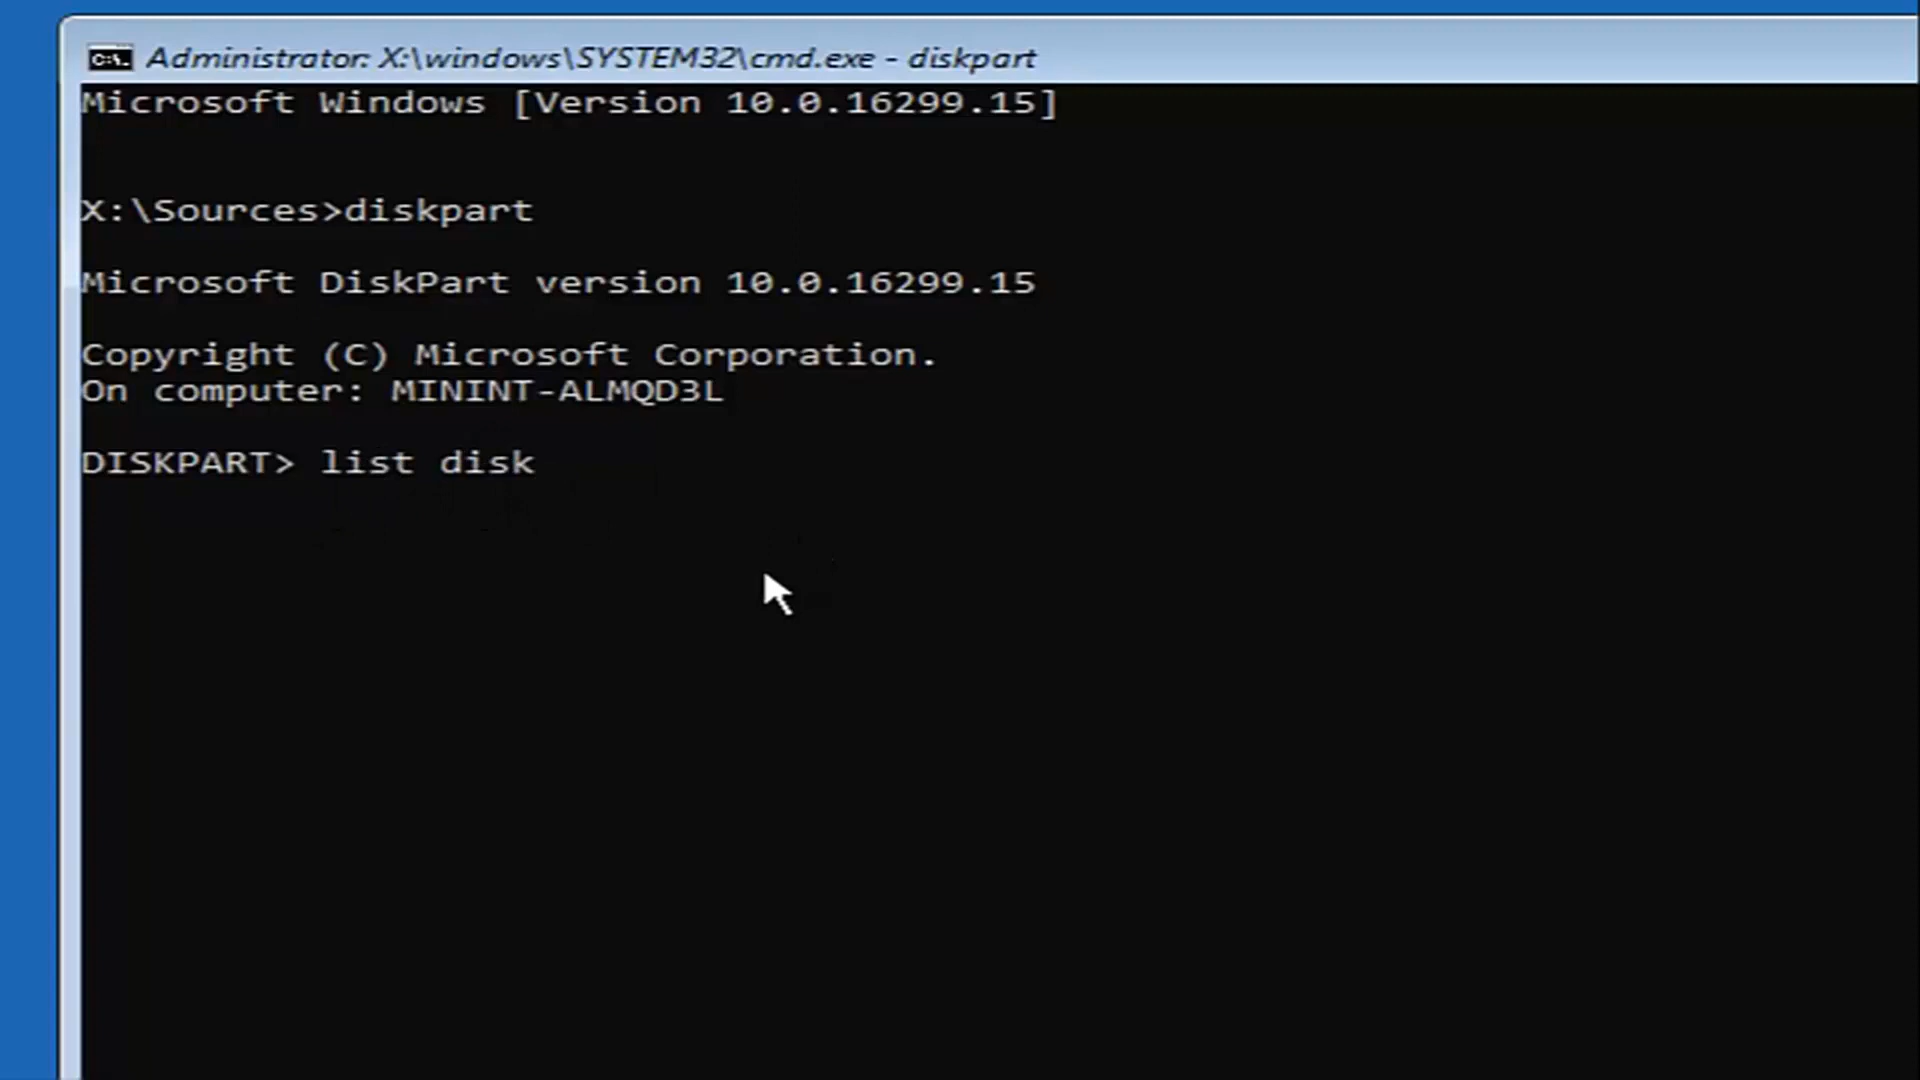 Administrator: X:\windows\SYSTEM32\cmd.exe - diskpart
Microsoft Windows [Version 10.0.16299.15]
X:\Sources>diskpart
Microsoft DiskPart version 10.0.16299.15
Copyright (C) Microsoft Corporation.
On computer: MININT-ALMQD3L
DISKPART> list disk